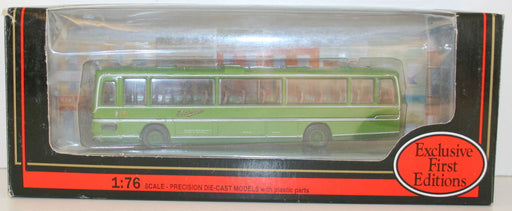 Exclusive
First
Editions
1:76 SCALE - PRECISION DIE-CAST MODELS with plastic parts